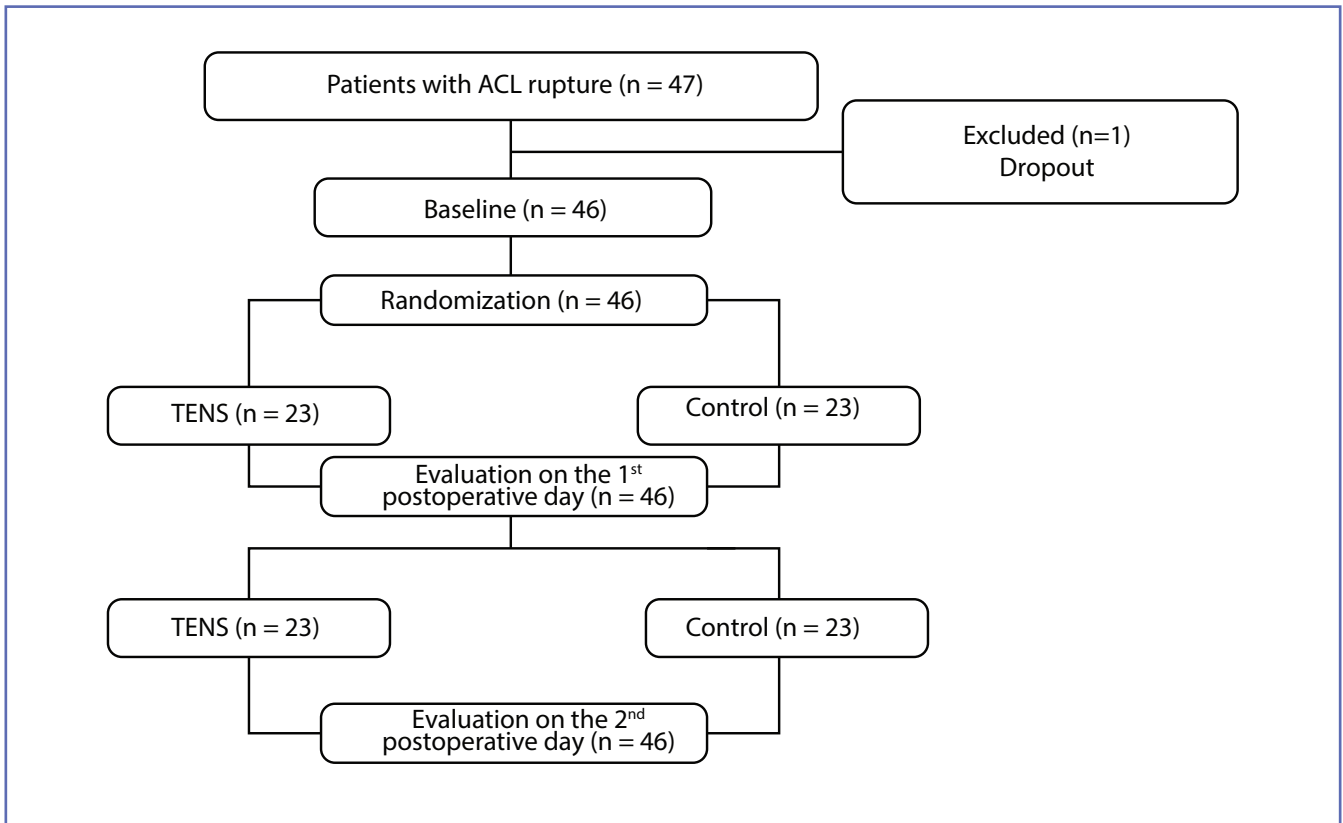 Patients with ACL rupture (n = 47)
Excluded (n=1)
Dropout
Baseline (n = 46)
Randomization (n = 46)
TENS (n = 23)
Control (n = 23)
Evaluation on the 1st
postoperative day (n = 46)
TENS (n = 23)
Control (n = 23)
Evaluation on the 2nd
postoperative day (n = 46)